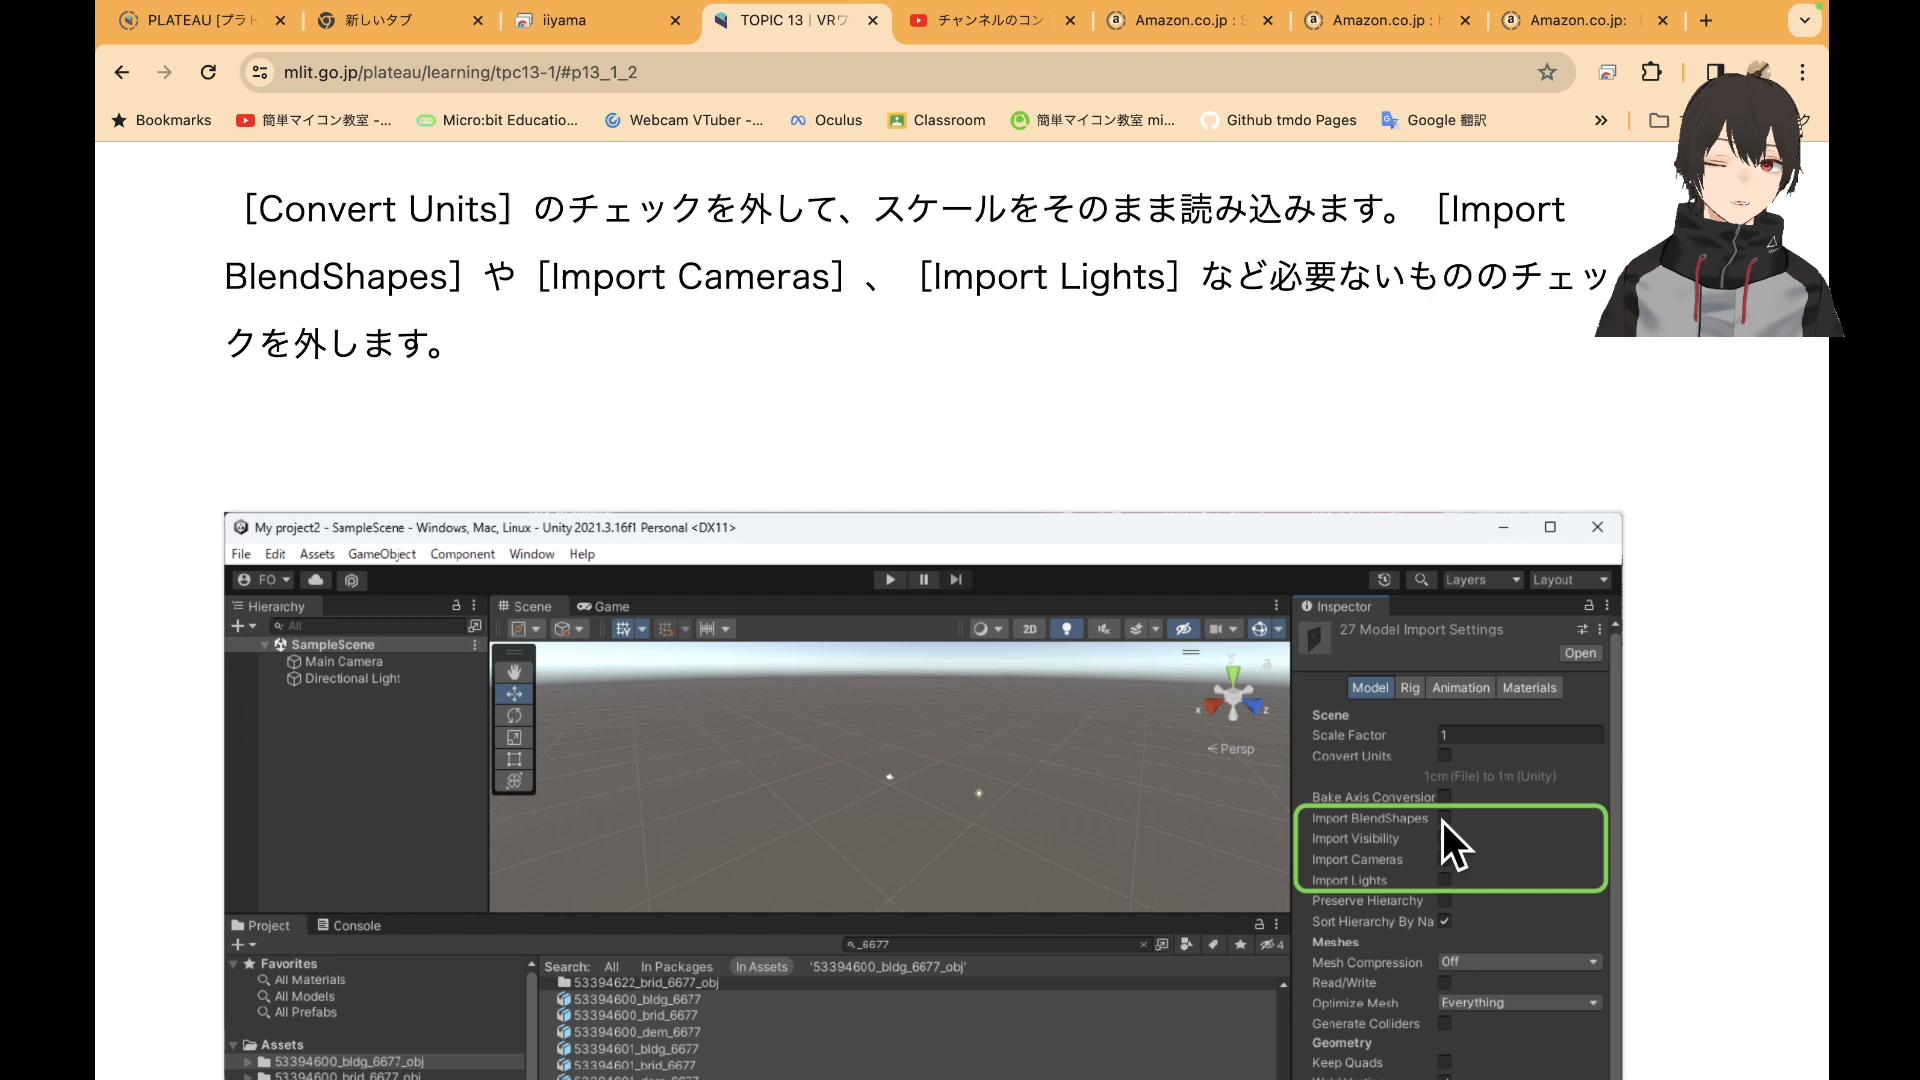 PLATEAU [プラト
新しいタブ
iiyama
TOPIC 13 | VRワ
チャンネルのコン
Amazon.co.jp : S
Amazon.co.jp : h
Amazon.co.jp:
mlit.go.jp/plateau/learning/tpc13-1/#p13_1_2
Bookmarks
簡単マイコン教室 -...
Micro:bit Educatio...
Webcam VTuber -...
Oculus
Classroom
簡単マイコン教室 mi...
Github tmdo Pages
Google 翻訳
［Convert Units］のチェックを外して、スケールをそのまま読み込みます。［Import
BlendShapes］や［Import Cameras］、［Import Lights］など必要ないもののチェッ
クを外します。
My project2 - SampleScene - Windows, Mac, Linux - Unity 2021.3.16f1 Personal <DX11>
File Edit Assets GameObject Component Window Help
FO
Layers
Layout
Hierarchy
All
SampleScene
Main Camera
Directional Light
Scene
Game
2D
y
x
z
Persp
Inspector
27 Model Import Settings
Open
Model Rig Animation Materials
Scene
Scale Factor 1
Convert Units
1cm (File) to 1m (Unity)
Bake Axis Conversion
Import BlendShapes
Import Visibility
Import Cameras
Import Lights
Preserve Hierarchy
Sort Hierarchy By Na
Meshes
Mesh Compression Off
Read/Write
Optimize Mesh Everything
Generate Colliders
Geometry
Keep Quads
Project
Console
_6677
4
Favorites
All Materials
All Models
All Prefabs
Assets
53394600_bldg_6677_obj
53394600_brid_6677_obj
Search: All In Packages In Assets '53394600_bldg_6677_obj'
53394622_brid_6677_obj
53394600_bldg_6677
53394600_brid_6677
53394600_dem_6677
53394601_bldg_6677
53394601_brid_6677
53394601_dem_6677